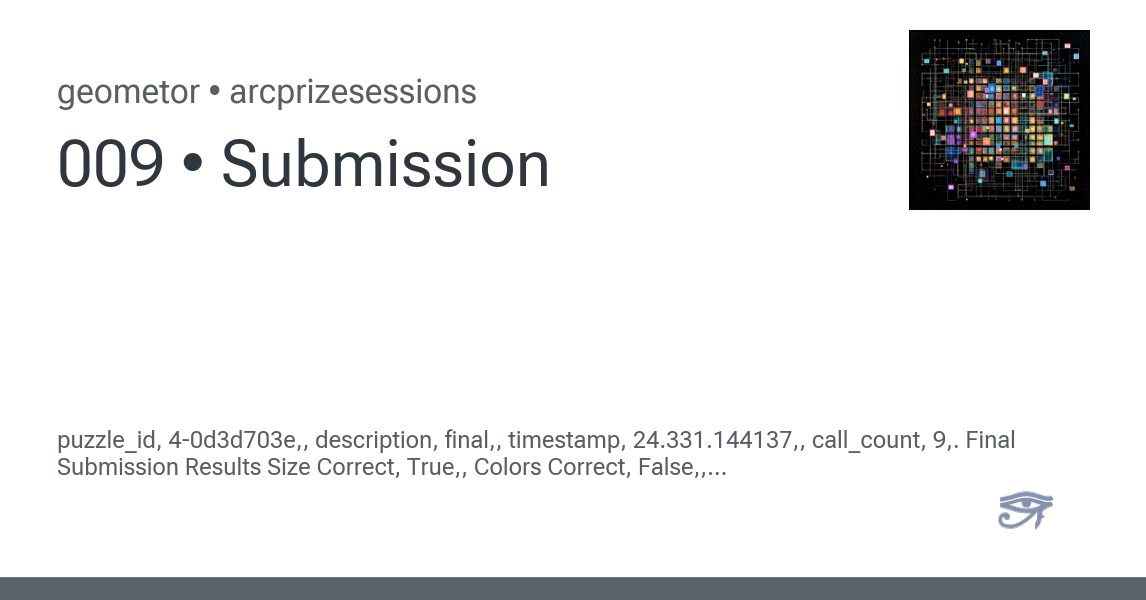 geometor • arcprizesessions
009 • Submission
puzzle_id, 4-0d3d703e,, description, final,, timestamp, 24.331.144137,, call_count, 9,. Final
Submission Results Size Correct, True,, Colors Correct, False,,...